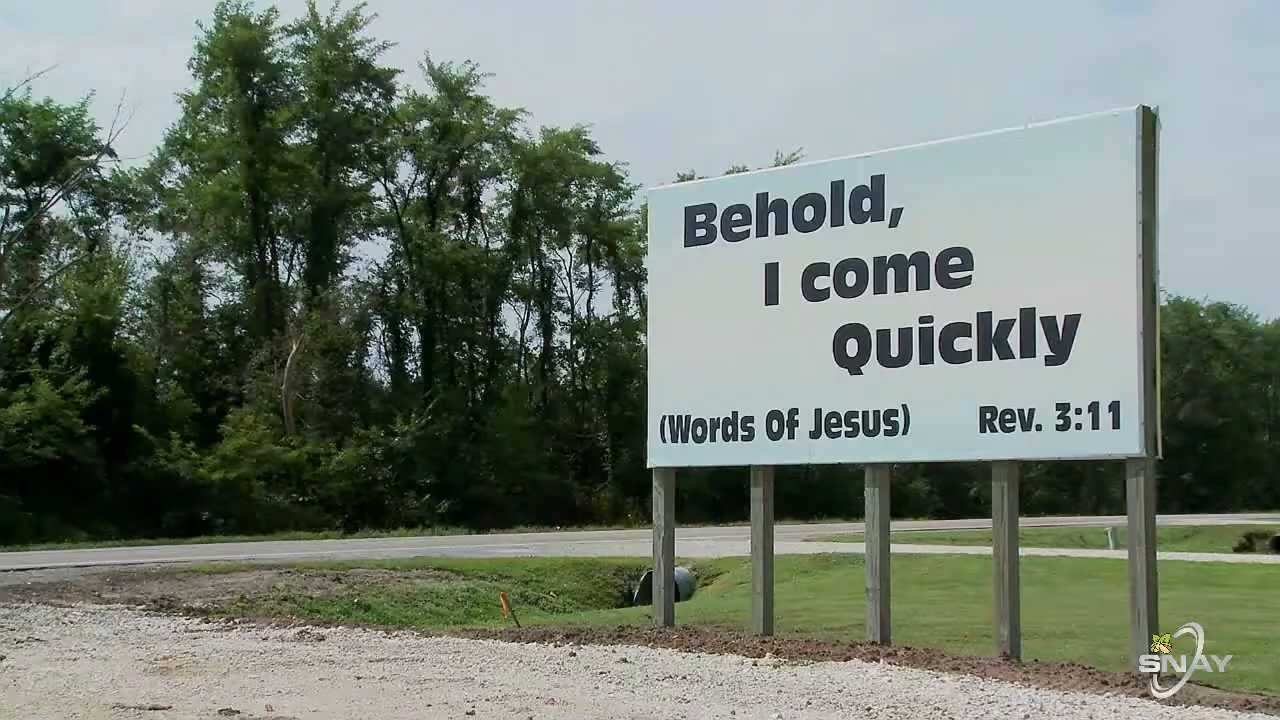 Behold,
I come
Quickly
(Words Of Jesus) Rev. 3:11
SNAY